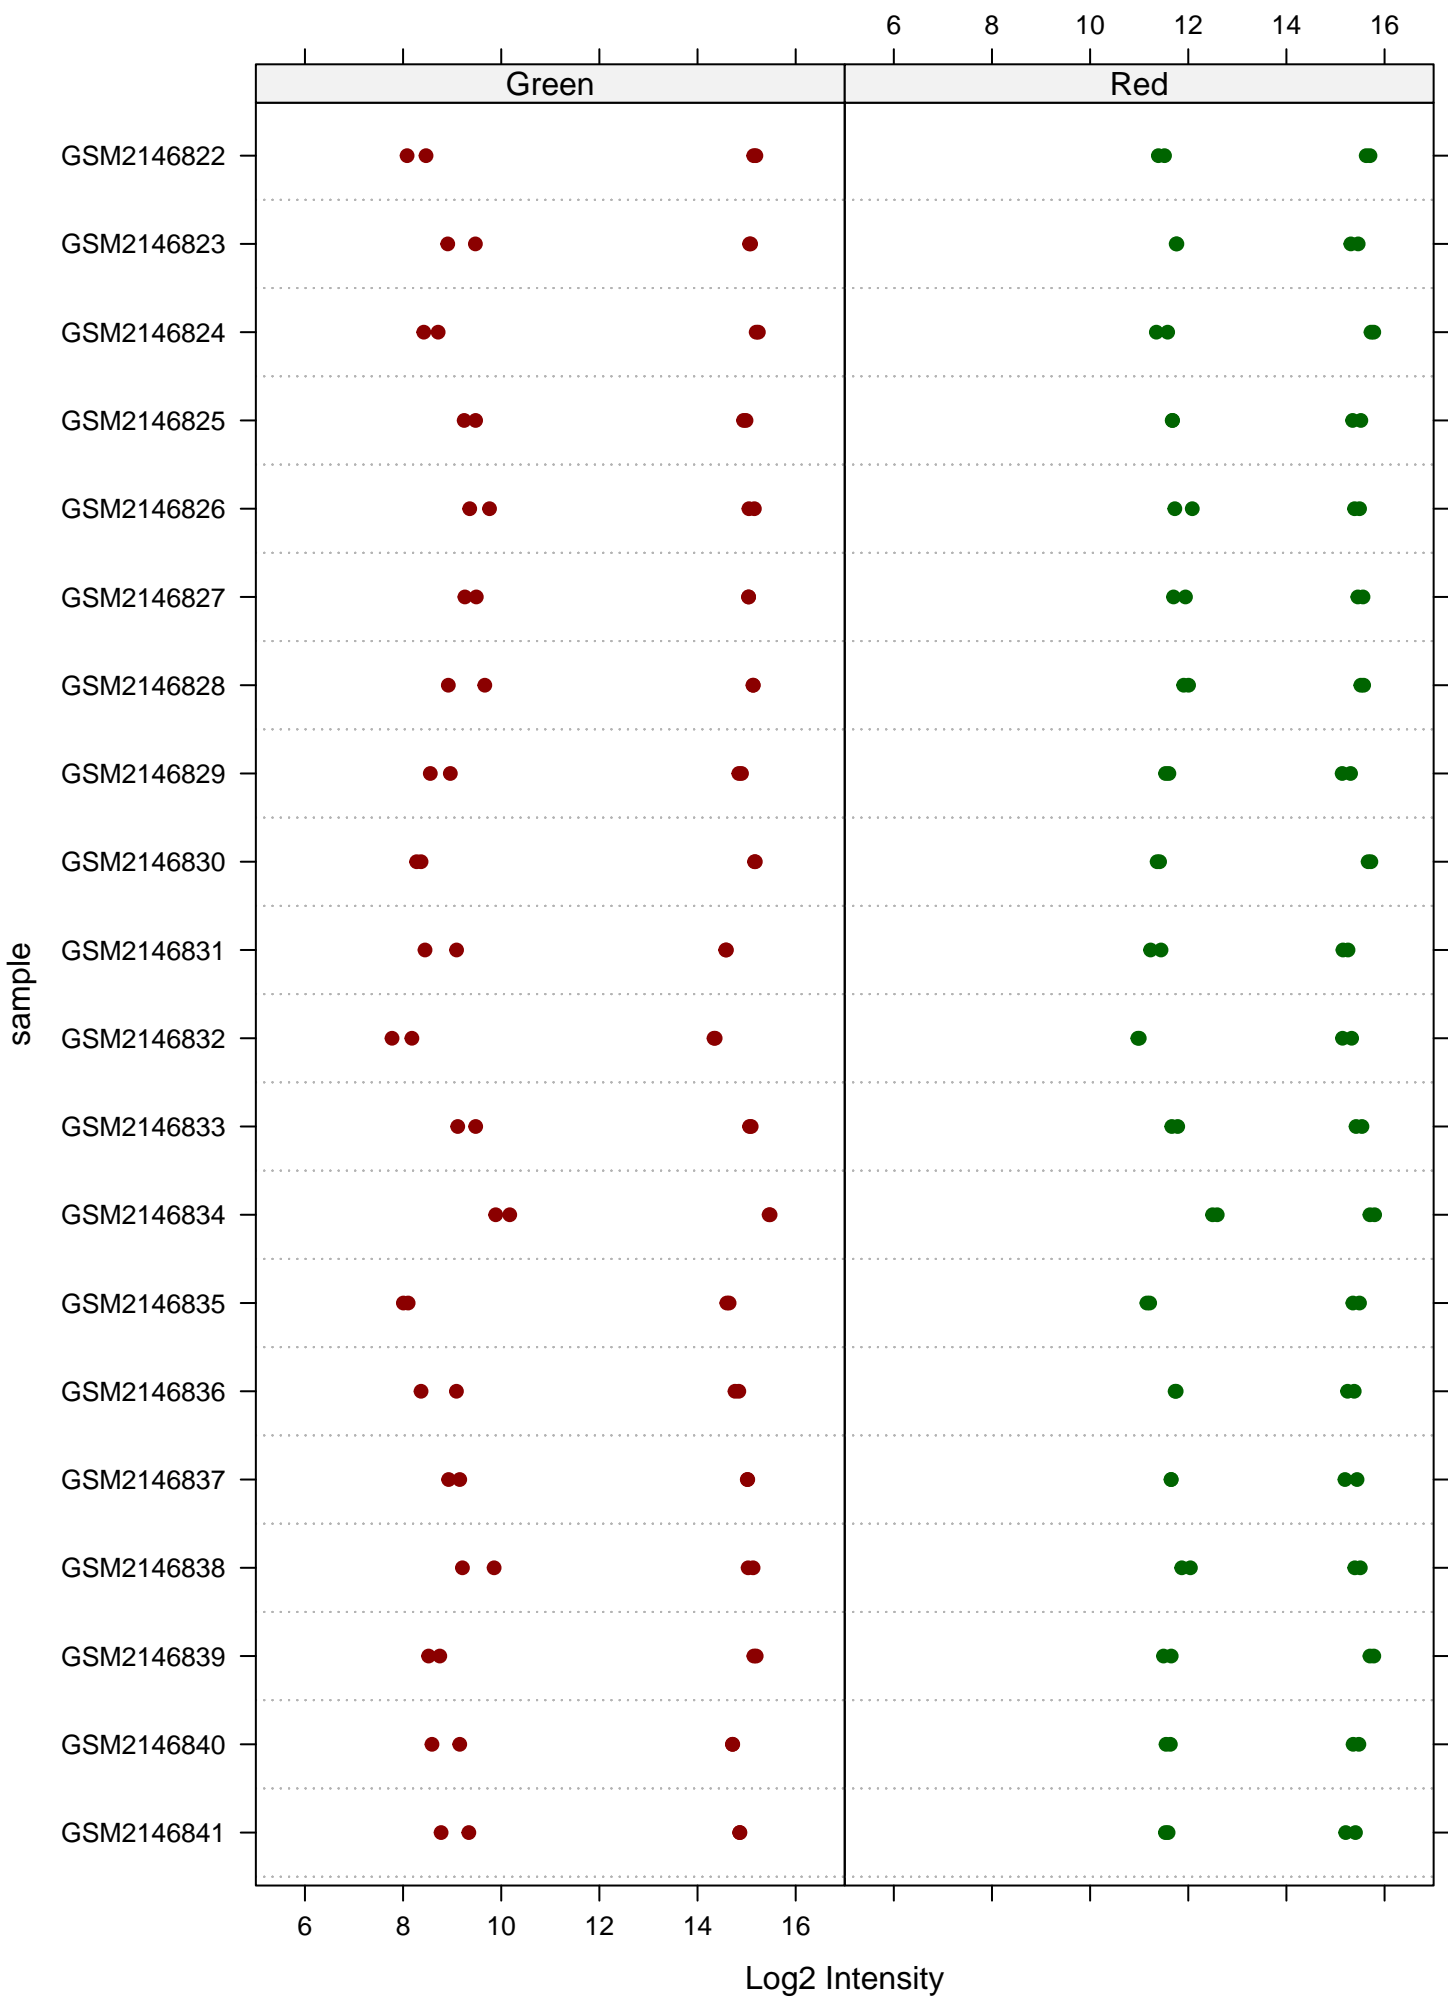 6 8 10 12 14 16
Green Red
GSM2146822
GSM2146823
GSM2146824
GSM2146825
GSM2146826
GSM2146827
GSM2146828
GSM2146829
GSM2146830
GSM2146831
GSM2146832
GSM2146833
GSM2146834
GSM2146835
GSM2146836
GSM2146837
GSM2146838
GSM2146839
GSM2146840
GSM2146841
sample
6 8 10 12 14 16
Log2 Intensity